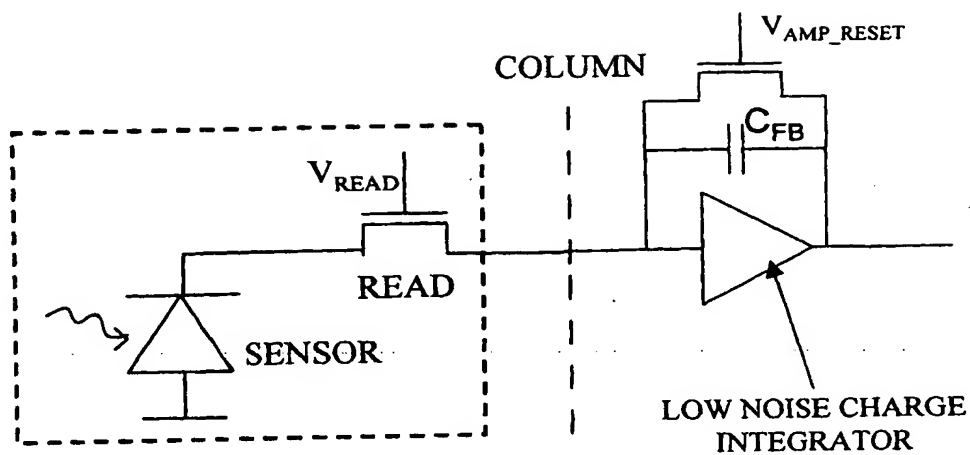 V_AMP_RESET
COLUMN
C_FB
V_READ
READ
SENSOR
LOW NOISE CHARGE
INTEGRATOR